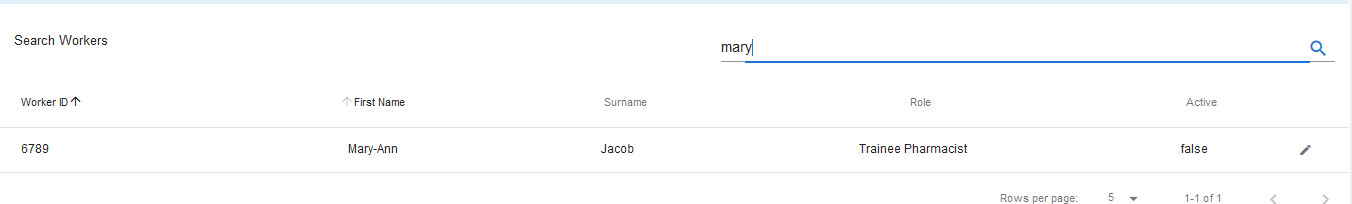 Search Workers
mary
Worker ID First Name Surname Role Active
6789 Mary-Ann Jacob Trainee Pharmacist false
Rows per page: 5 1-1 of 1